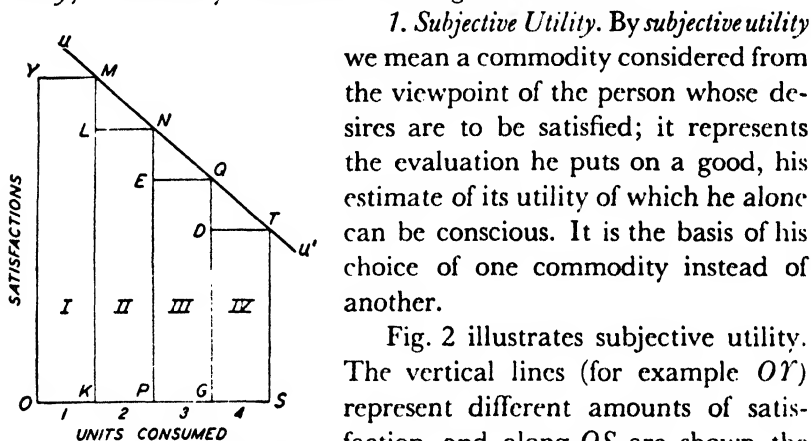 1. Subjective Utility. By subjective utility
we mean a commodity considered from
the viewpoint of the person whose de-
sires are to be satisfied; it represents
the evaluation he puts on a good, his
estimate of its utility of which he alone
can be conscious. It is the basis of his
choice of one commodity instead of
another.
Fig. 2 illustrates subjective utility.
The vertical lines (for example OY)
represent different amounts of satis-
u
Y M
L N
E Q
D T
u'
SATISFACTIONS
I II III IV
O K P G S
1 2 3 4
UNITS CONSUMED